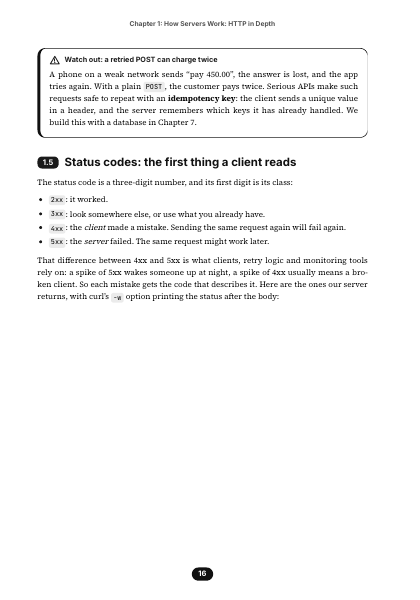 Chapter 1: How Servers Work: HTTP in Depth
Watch out: a retried POST can charge twice
A phone on a weak network sends “pay 450.00”, the answer is lost, and the app
tries again. With a plain POST, the customer pays twice. Serious APIs make such
requests safe to repeat with an idempotency key: the client sends a unique value
in a header, and the server remembers which keys it has already handled. We
build this with a database in Chapter 7.
1.5 Status codes: the first thing a client reads
The status code is a three-digit number, and its first digit is its class:
• 2xx: it worked.
• 3xx: look somewhere else, or use what you already have.
• 4xx: the client made a mistake. Sending the same request again will fail again.
• 5xx: the server failed. The same request might work later.
That difference between 4xx and 5xx is what clients, retry logic and monitoring tools
rely on: a spike of 5xx wakes someone up at night, a spike of 4xx usually means a bro-
ken client. So each mistake gets the code that describes it. Here are the ones our server
returns, with curl’s -w option printing the status after the body:
16